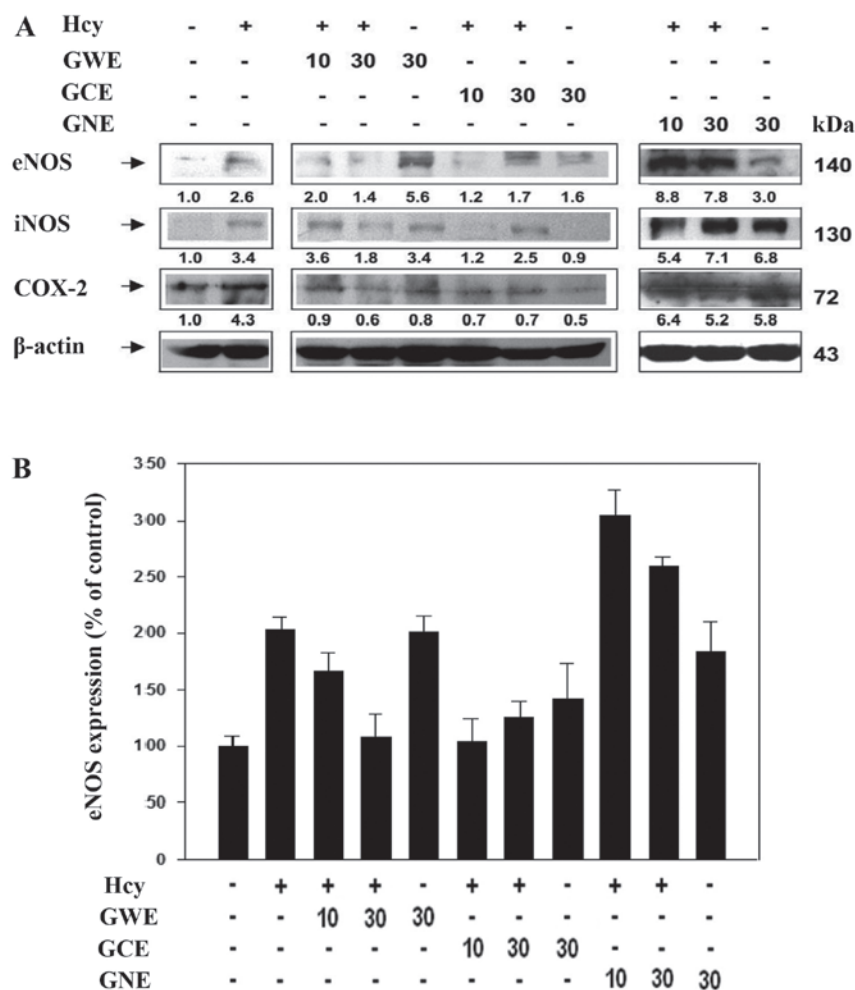 A Hcy - + + + - + + - + + -
GWE - - 10 30 30 - - - - - -
GCE - - - - - 10 30 30 - - -
GNE - - - - - - - - 10 30 30 kDa
eNOS 140
1.0 2.6 2.0 1.4 5.6 1.2 1.7 1.6 8.8 7.8 3.0
iNOS 130
1.0 3.4 3.6 1.8 3.4 1.2 2.5 0.9 5.4 7.1 6.8
COX-2 72
1.0 4.3 0.9 0.6 0.8 0.7 0.7 0.5 6.4 5.2 5.8
β-actin 43
B
eNOS expression (% of control)
350
300
250
200
150
100
50
0
Hcy - + + + - + + - + + -
GWE - - 10 30 30 - - - - - -
GCE - - - - - 10 30 30 - - -
GNE - - - - - - - - 10 30 30